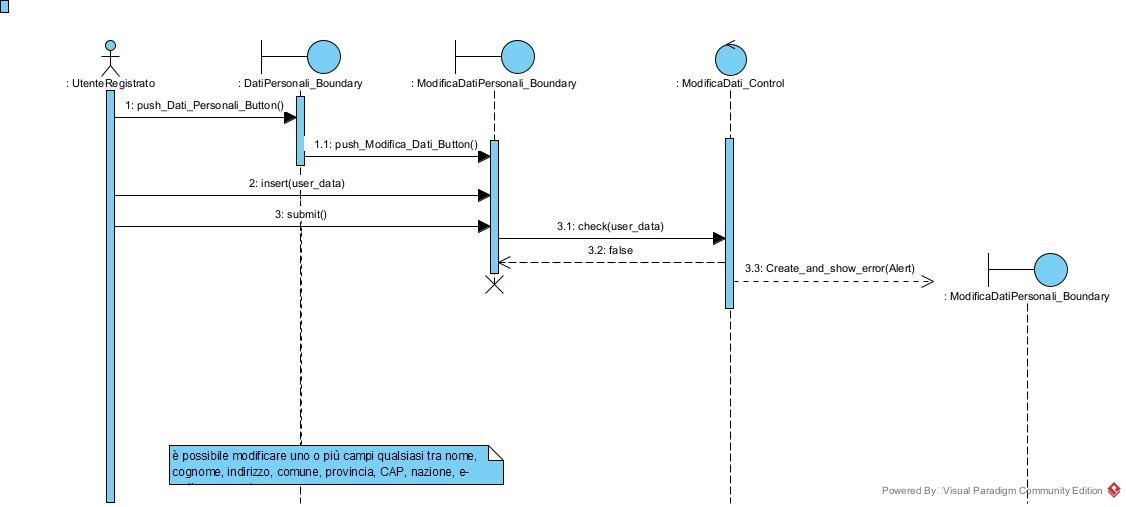 : UtenteRegistrato
: DatiPersonali_Boundary
: ModificaDatiPersonali_Boundary
: ModificaDati_Control
1: push_Dati_Personali_Button()
1.1: push_Modifica_Dati_Button()
2: insert(user_data)
3: submit()
3.1: check(user_data)
3.2: false
3.3: Create_and_show_error(Alert)
: ModificaDatiPersonali_Boundary
è possibile modificare uno o più campi qualsiasi tra nome,
cognome, indirizzo, comune, provincia, CAP, nazione, e-
Powered By Visual Paradigm Community Edition